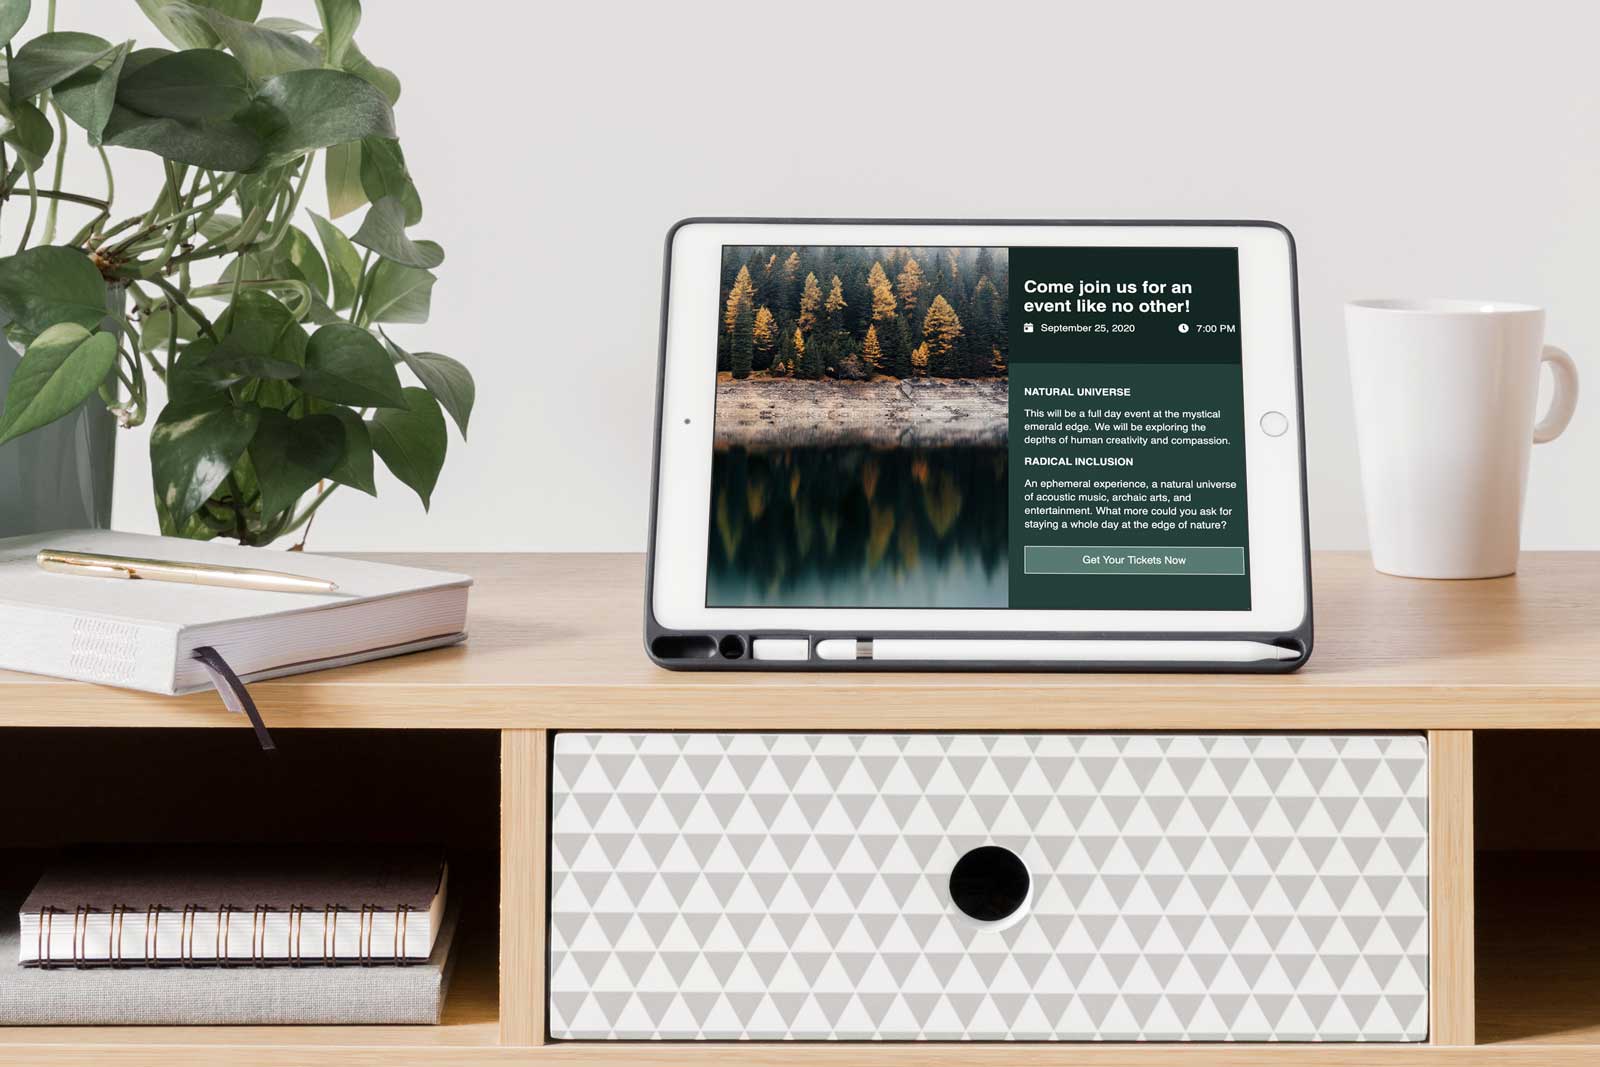 Come join us for an
event like no other!
September 25, 2020 7:00 PM
NATURAL UNIVERSE
This will be a full day event at the mystical
emerald edge. We will be exploring the
depths of human creativity and compassion.
RADICAL INCLUSION
An ephemeral experience, a natural universe
of acoustic music, archaic arts, and
entertainment. What more could you ask for
staying a whole day at the edge of nature?
Get Your Tickets Now